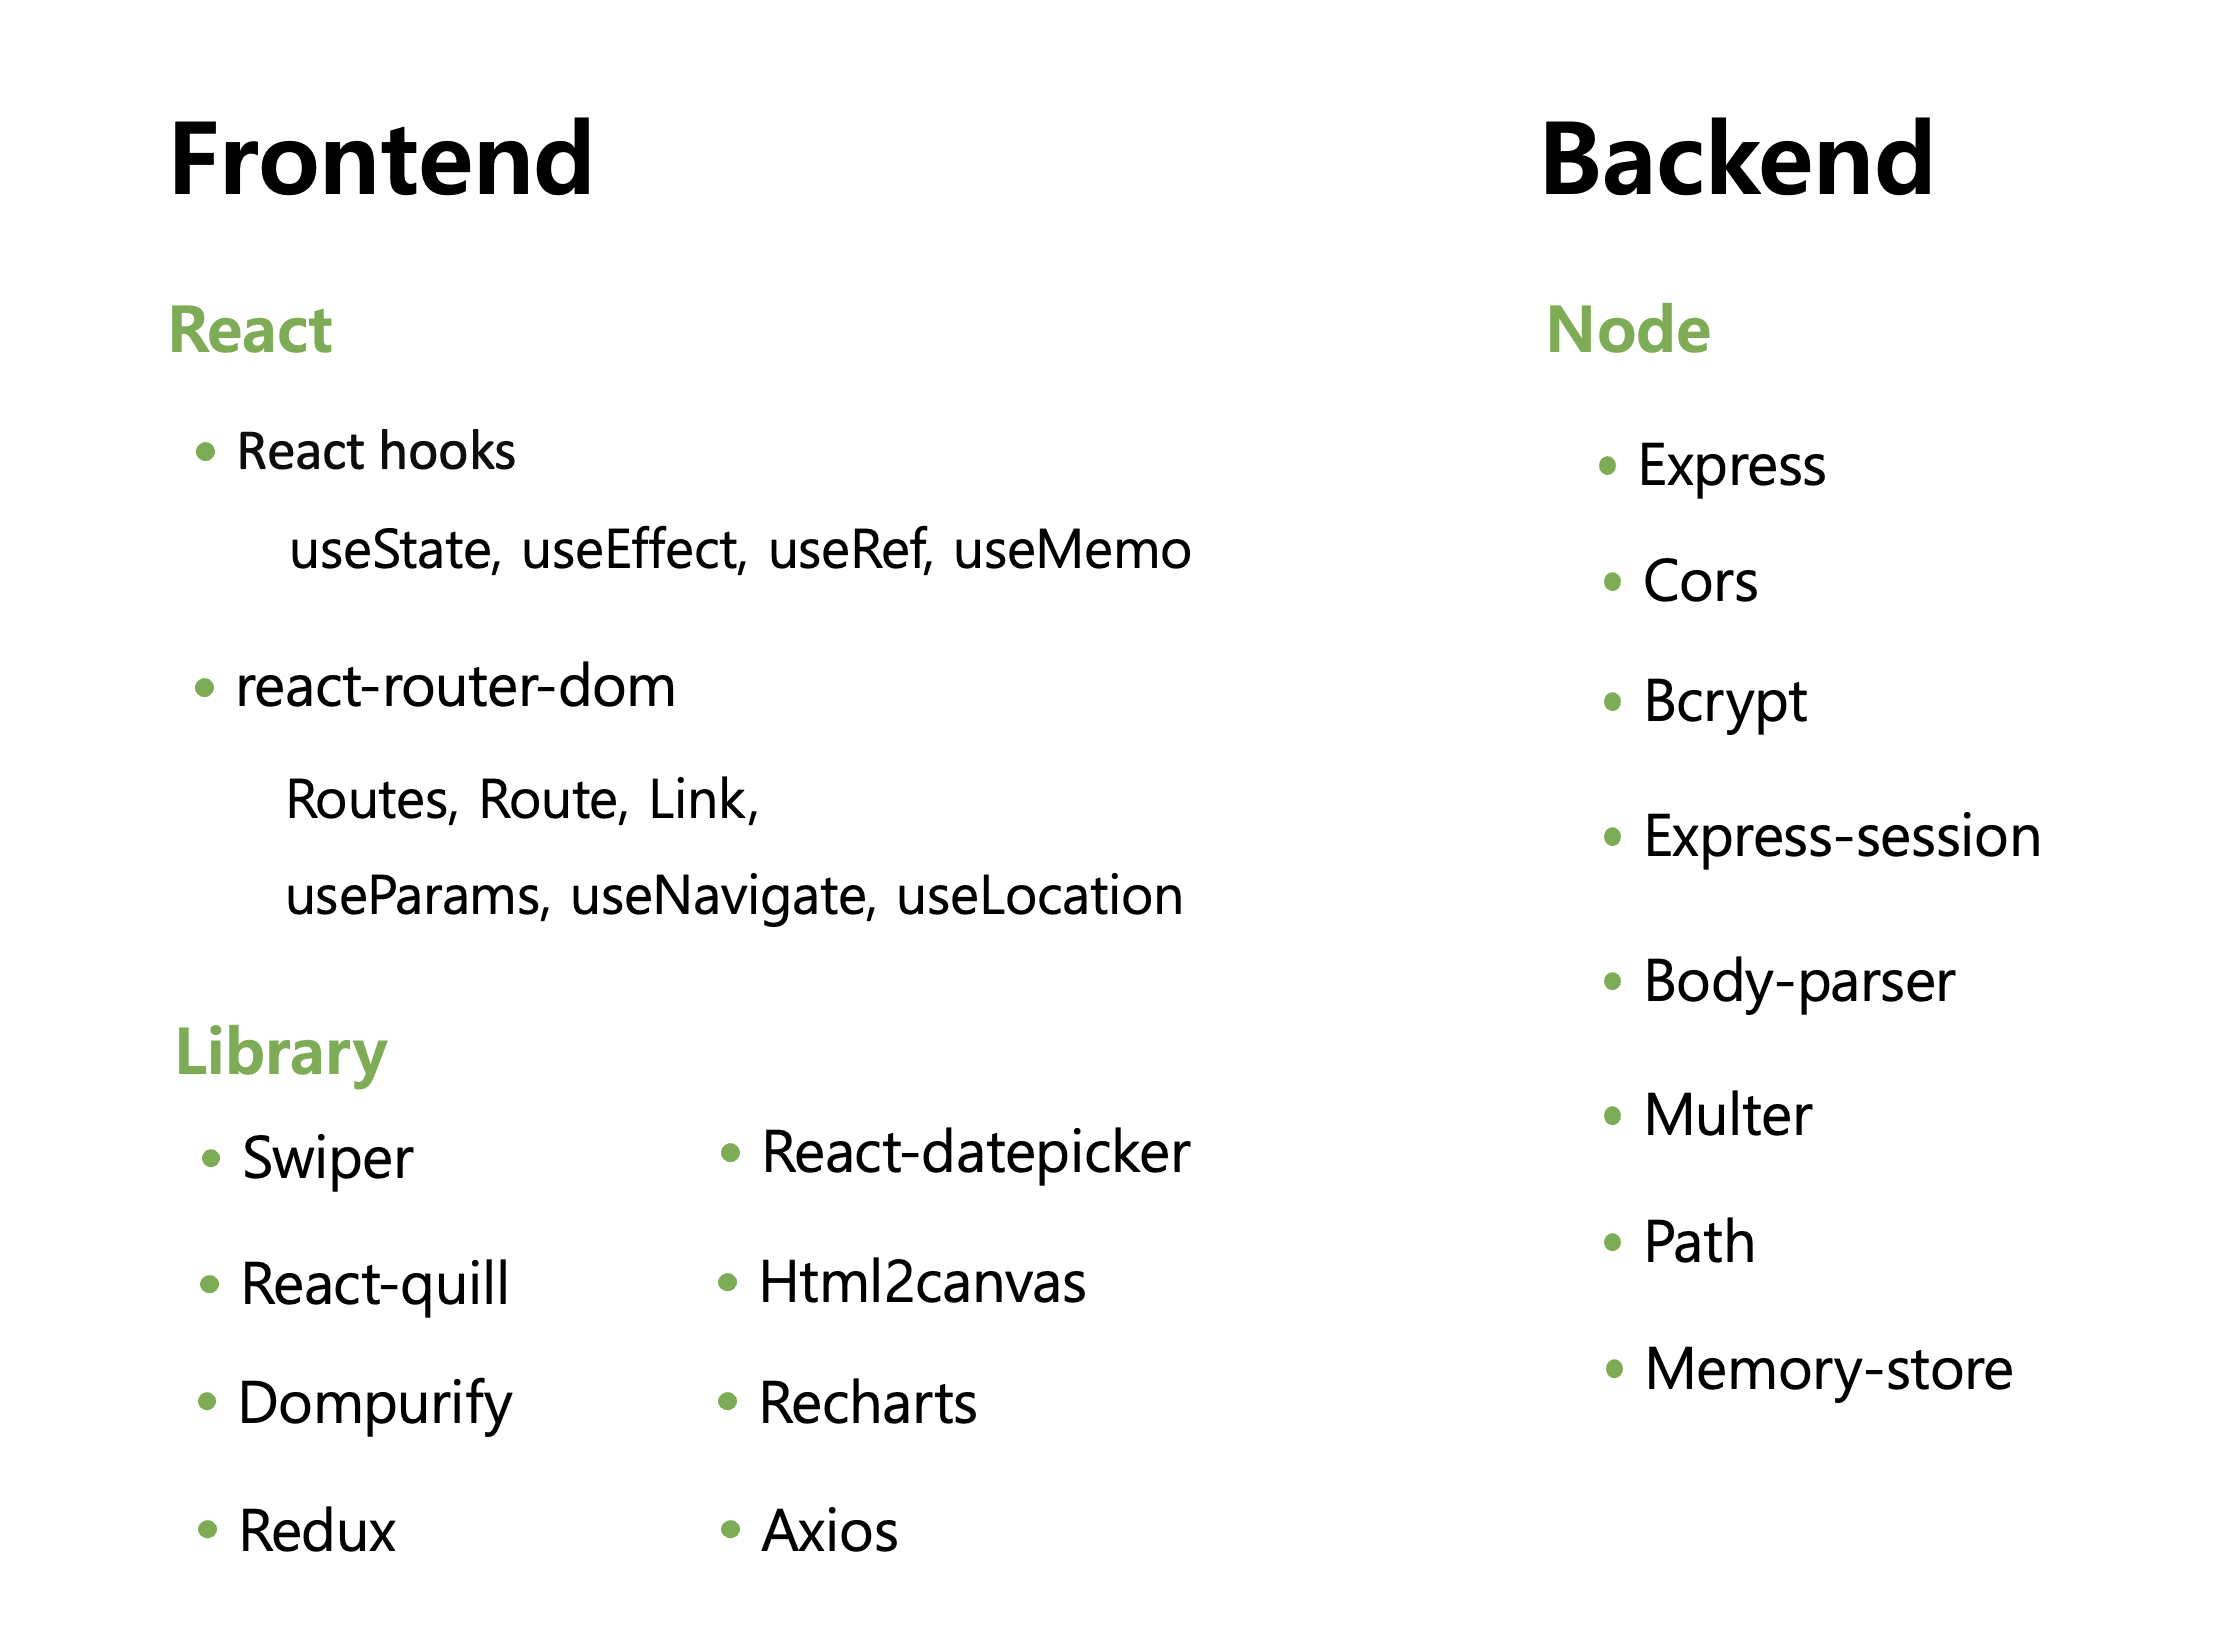 Frontend
React
• React hooks
useState, useEffect, useRef, useMemo
• react-router-dom
Routes, Route, Link,
useParams, useNavigate, useLocation
Library
• Swiper
• React-quill
• Dompurify
• Redux
• React-datepicker
• Html2canvas
• Recharts
• Axios
Backend
Node
• Express
• Cors
• Bcrypt
• Express-session
• Body-parser
• Multer
• Path
• Memory-store